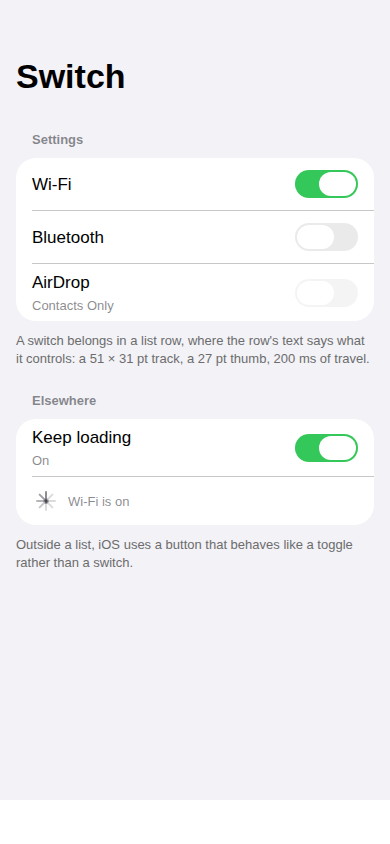 Switch
Settings
Wi-Fi
Bluetooth
AirDrop
Contacts Only
A switch belongs in a list row, where the row's text says what
it controls: a 51 × 31 pt track, a 27 pt thumb, 200 ms of travel.
Elsewhere
Keep loading
On
Wi-Fi is on
Outside a list, iOS uses a button that behaves like a toggle
rather than a switch.